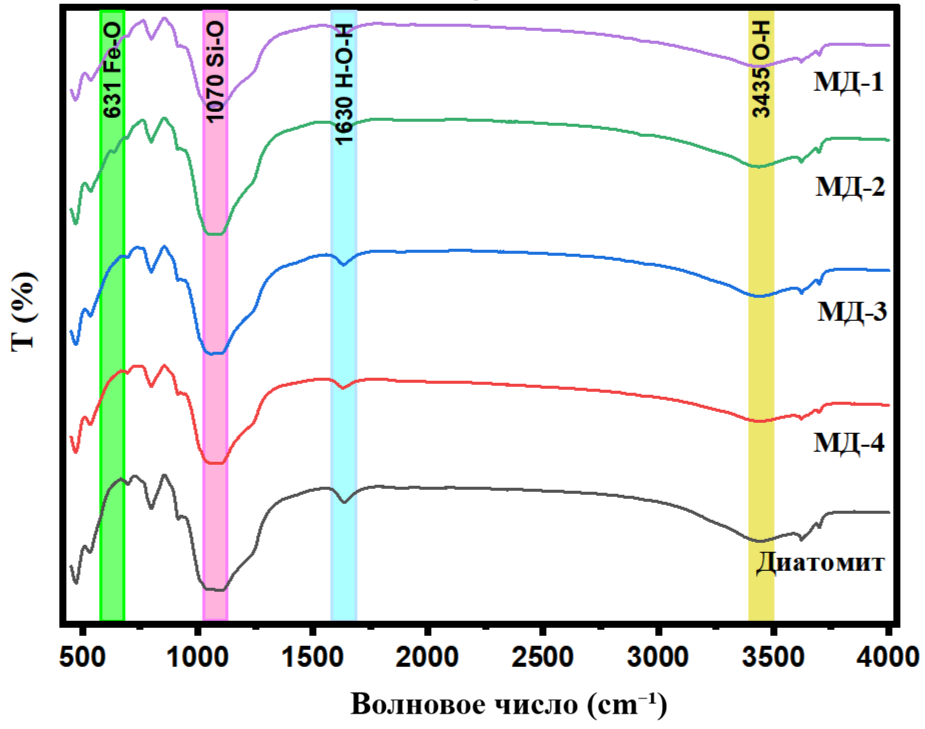 631 Fe-O
1070 Si-O
1630 H-O-H
3435 O-H
МД-1
МД-2
МД-3
МД-4
Диатомит
T (%)
500 1000 1500 2000 2500 3000 3500 4000
Волновое число (cm⁻¹)